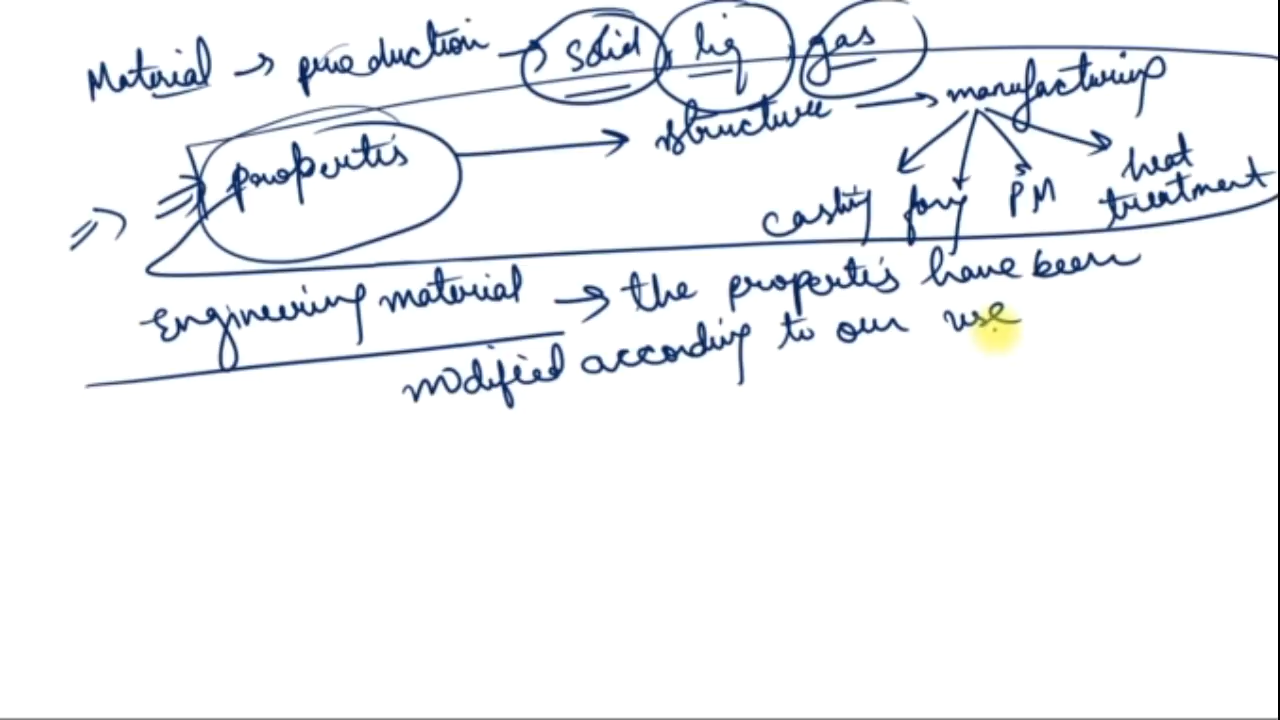 Material → production → solid, liq, gas
properties → structure → manufacturing
casting forg PM heat treatment
Engineering material → the properties have been
modified according to our use